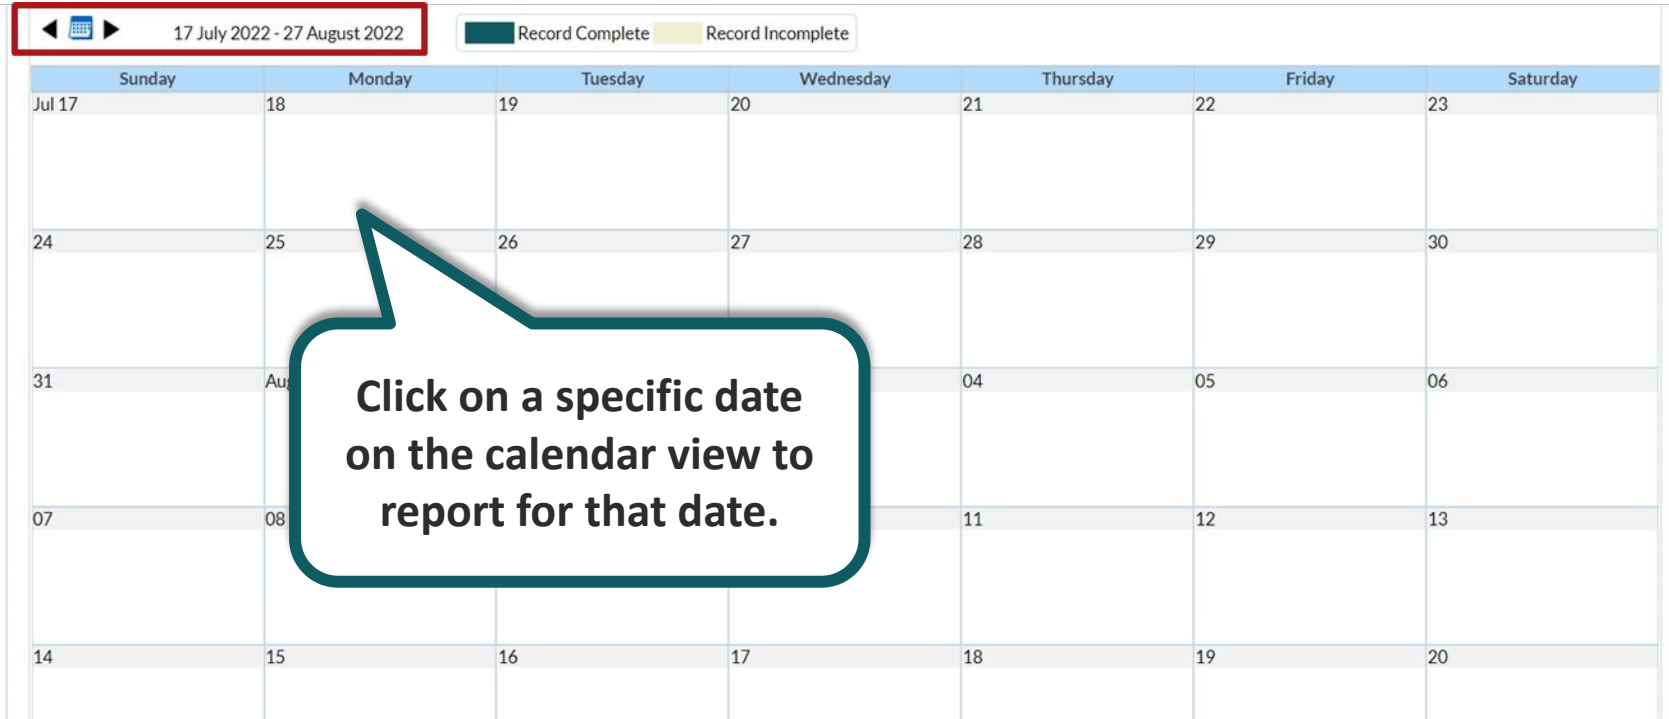 17 July 2022 - 27 August 2022 Record Complete Record Incomplete
Sunday Monday Tuesday Wednesday Thursday Friday Saturday
Jul 17 18 19 20 21 22 23
24 25 26 27 28 29 30
31 04 05 06
Click on a specific date
on the calendar view to
report for that date.
07 08 11 12 13
14 15 16 17 18 19 20